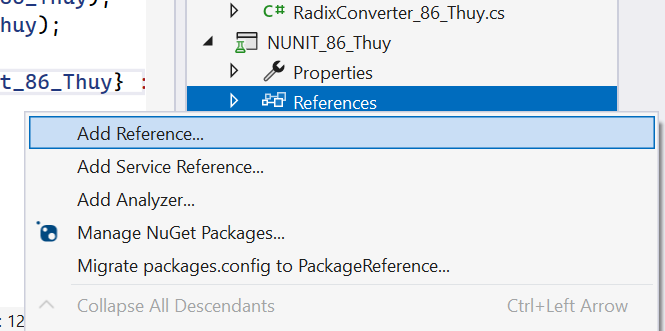 _86_Thuy);
huy);
t_86_Thuy} :
C# RadixConverter_86_Thuy.cs
NUNIT_86_Thuy
Properties
References
Add Reference...
Add Service Reference...
Add Analyzer...
Manage NuGet Packages...
Migrate packages.config to PackageReference...
Collapse All Descendants Ctrl+Left Arrow
: 12